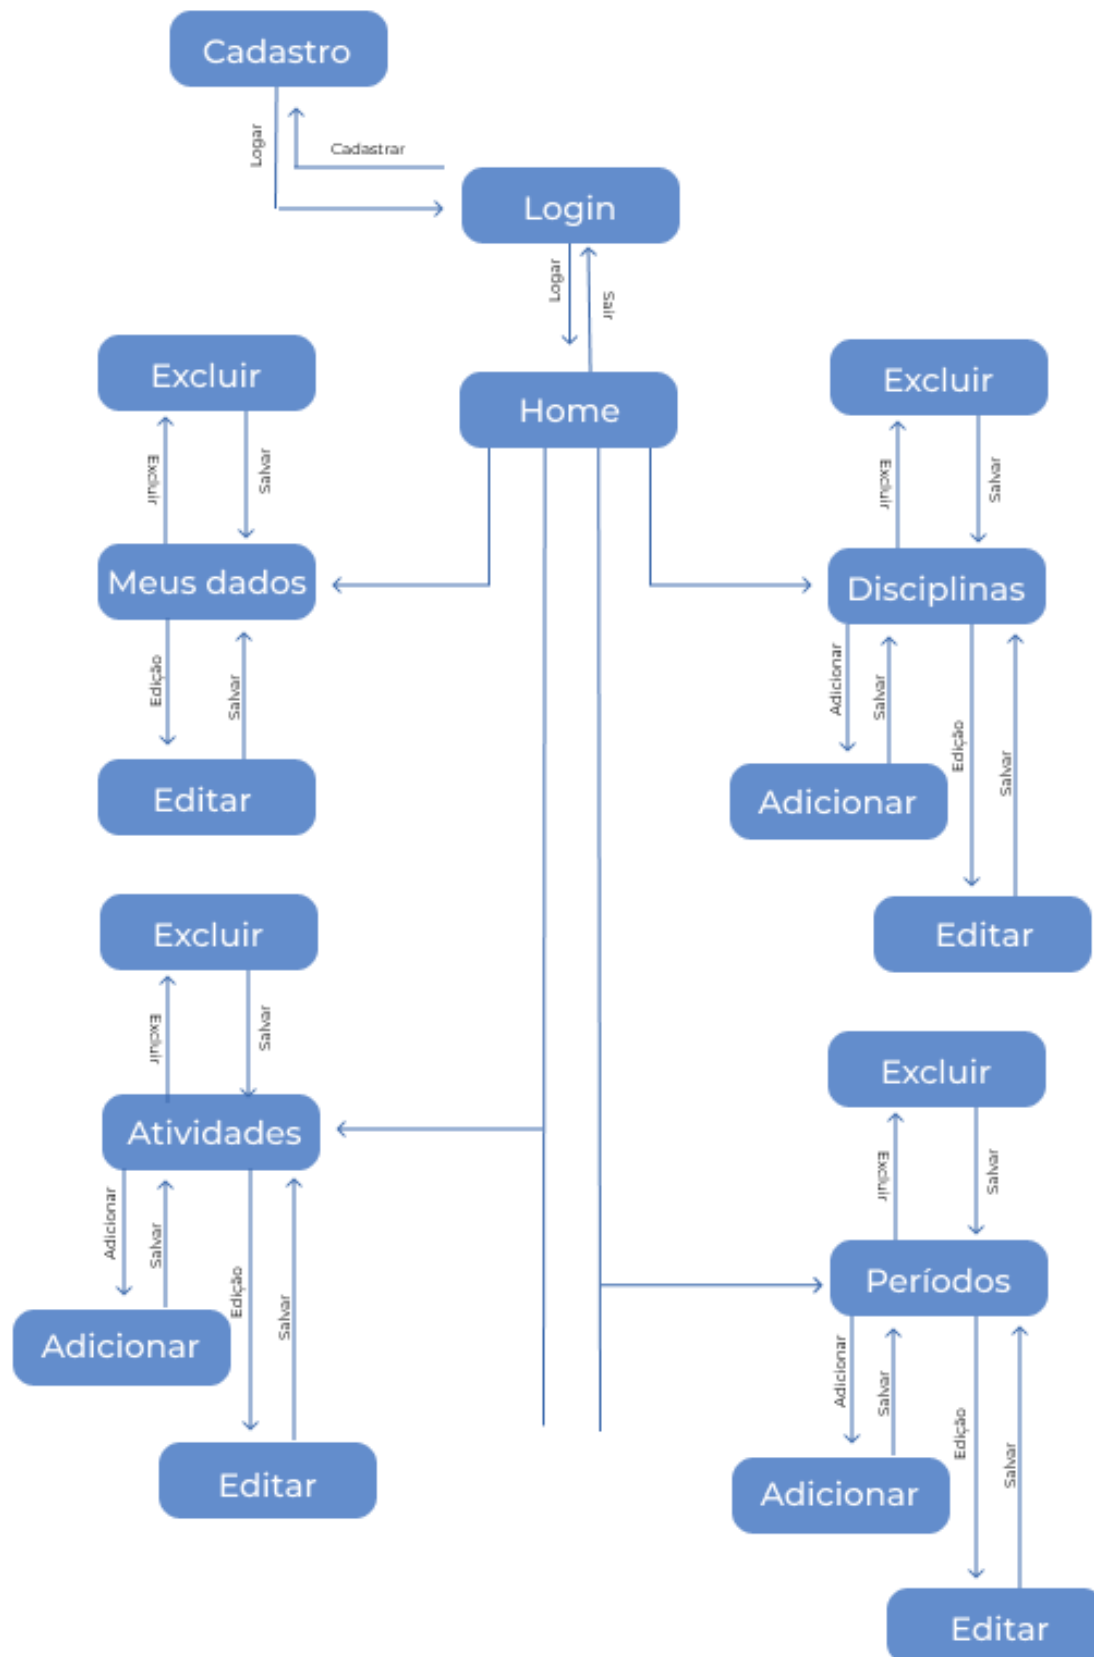 Cadastro
Logar
Cadastrar
Login
Logar
Sair
Excluir
Home
Excluir
Excluir
Salvar
Excluir
Salvar
Meus dados
Disciplinas
Edição
Salvar
Adicionar
Salvar
Edição
Salvar
Editar
Adicionar
Excluir
Editar
Excluir
Salvar
Excluir
Atividades
Excluir
Salvar
Adicionar
Salvar
Edição
Salvar
Períodos
Adicionar
Adicionar
Salvar
Edição
Salvar
Editar
Adicionar
Editar